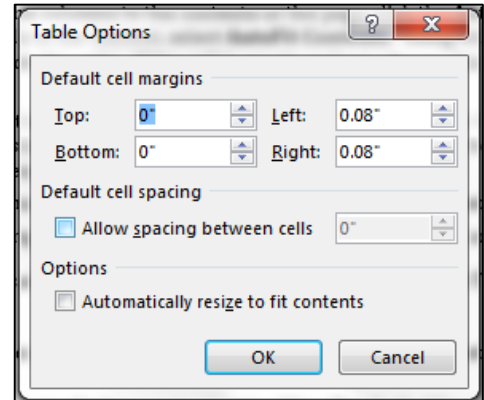 Table Options
Default cell margins
Top: 0" Left: 0.08"
Bottom: 0" Right: 0.08"
Default cell spacing
Allow spacing between cells 0"
Options
Automatically resize to fit contents
OK Cancel